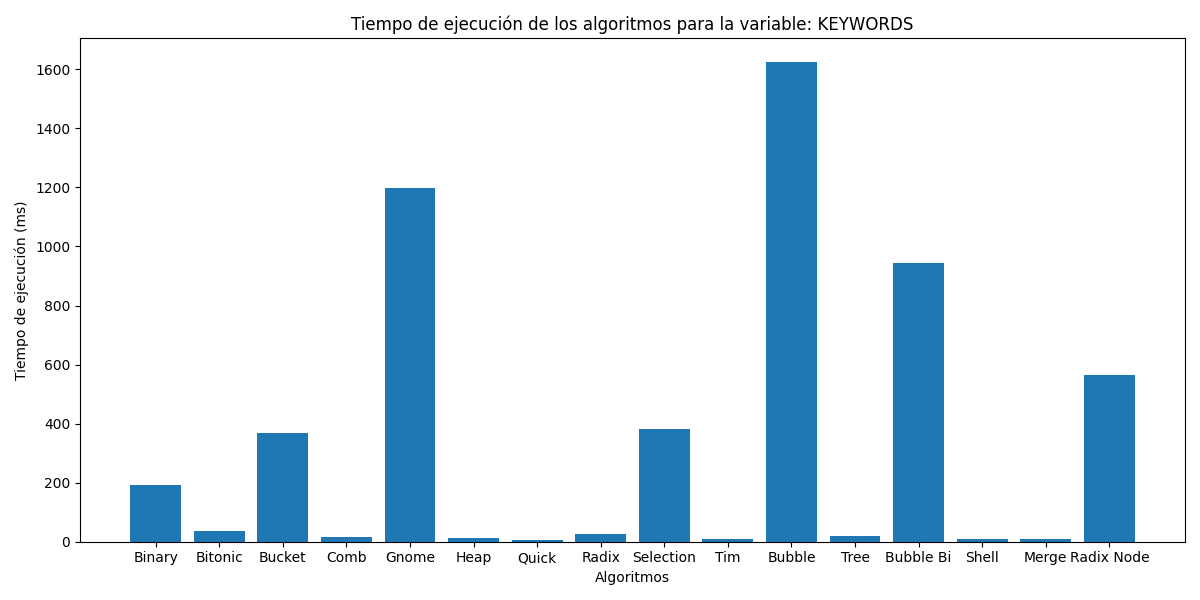 Tiempo de ejecución de los algoritmos para la variable: KEYWORDS
1600
1400
1200
1000
800
600
400
200
0
Tiempo de ejecución (ms)
Binary Bitonic Bucket Comb Gnome Heap Quick Radix Selection Tim Bubble Tree Bubble Bi Shell Merge Radix Node
Algoritmos